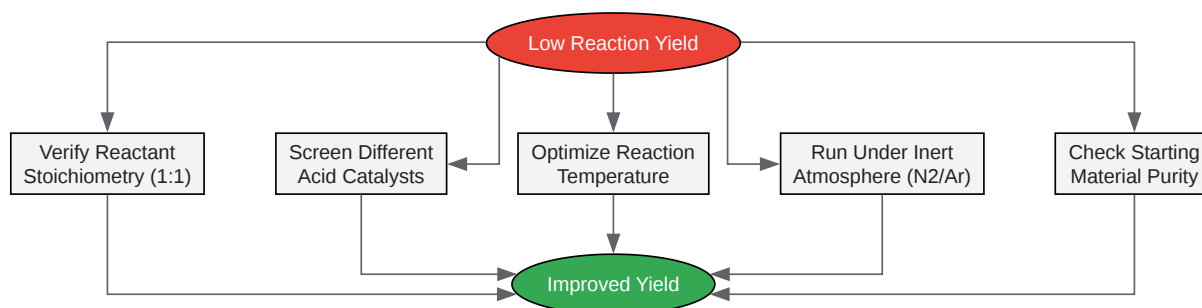 Low Reaction Yield
Verify Reactant
Stoichiometry (1:1)
Screen Different
Acid Catalysts
Optimize Reaction
Temperature
Run Under Inert
Atmosphere (N2/Ar)
Check Starting
Material Purity
Improved Yield